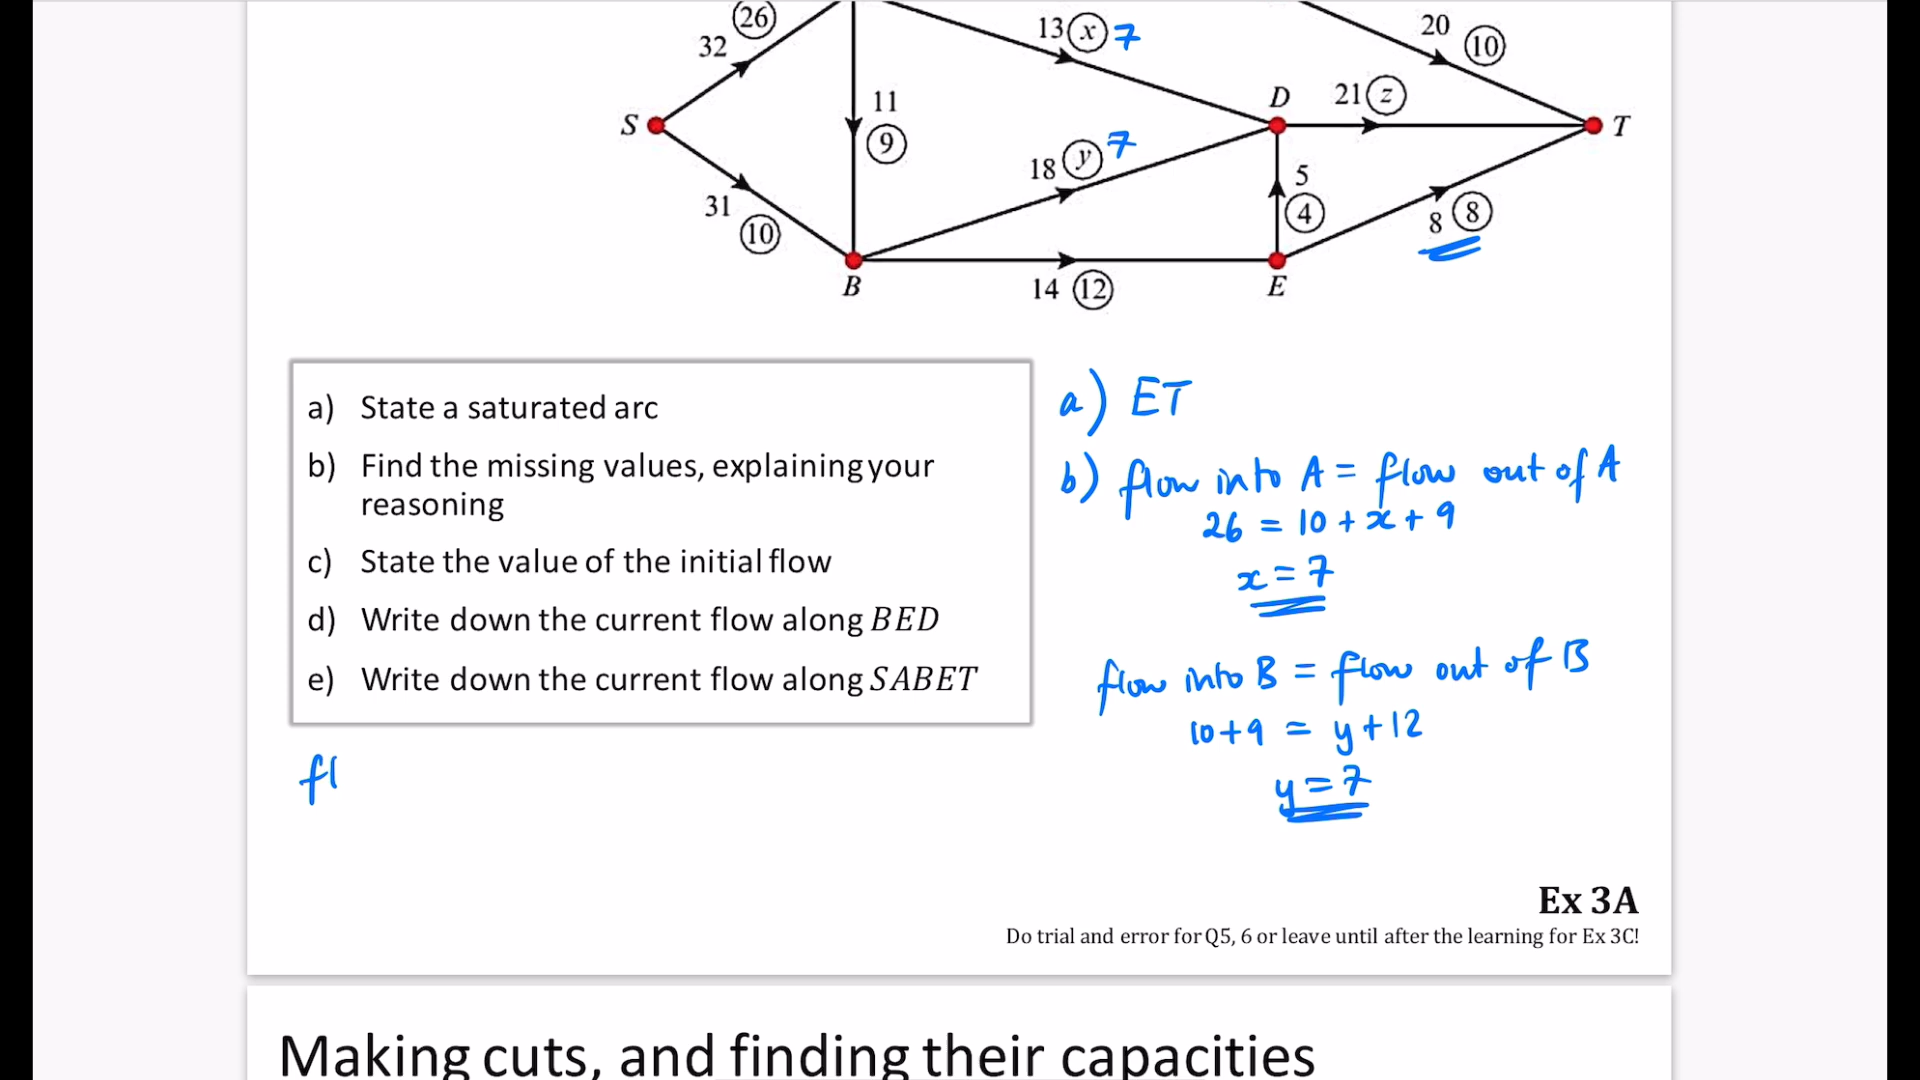 26
32
13 x 7
20
10
S
11
9
D
21 z
T
18 y 7
5
4
31
10
8 8
B
14 12
E
a) State a saturated arc
b) Find the missing values, explaining your
reasoning
c) State the value of the initial flow
d) Write down the current flow along BED
e) Write down the current flow along SABET
a) ET
b) flow into A = flow out of A
26 = 10 + x + 9
x = 7
flow into B = flow out of B
10+9 = y+12
y = 7
fl
Ex 3A
Do trial and error for Q5, 6 or leave until after the learning for Ex 3C!
Making cuts, and finding their capacities